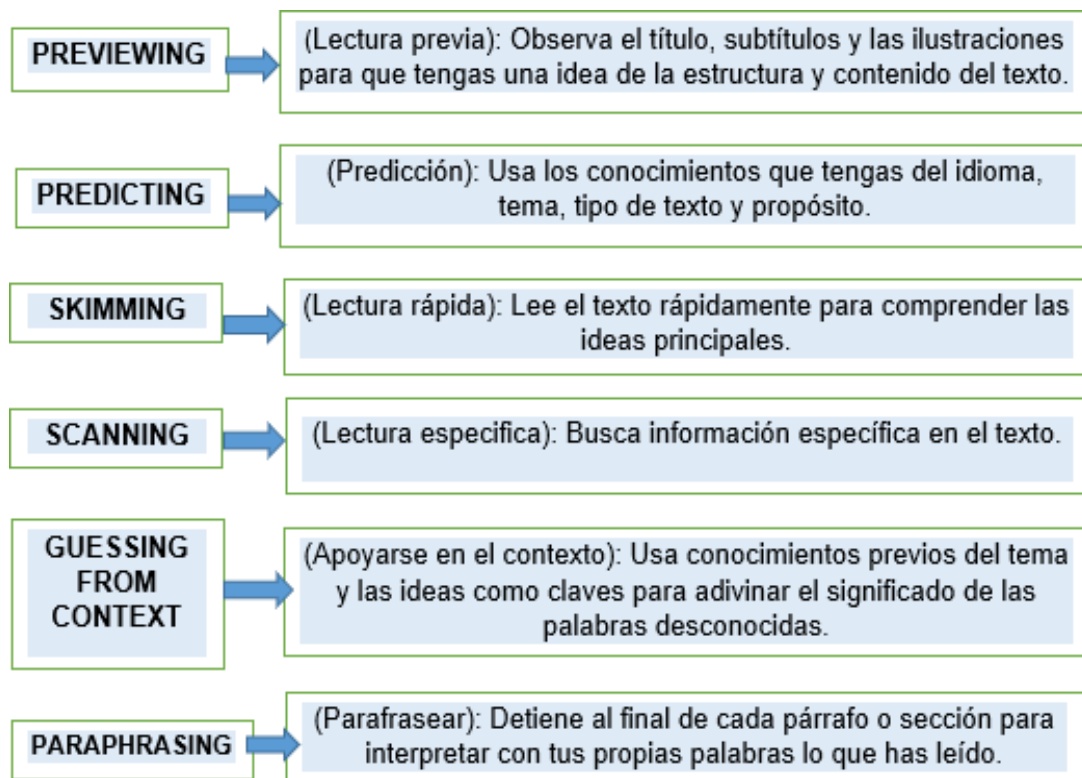 PREVIEWING
(Lectura previa): Observa el título, subtítulos y las ilustraciones
para que tengas una idea de la estructura y contenido del texto.
PREDICTING
(Predicción): Usa los conocimientos que tengas del idioma,
tema, tipo de texto y propósito.
SKIMMING
(Lectura rápida): Lee el texto rápidamente para comprender las
ideas principales.
SCANNING
(Lectura especifica): Busca información específica en el texto.
GUESSING
FROM
CONTEXT
(Apoyarse en el contexto): Usa conocimientos previos del tema
y las ideas como claves para adivinar el significado de las
palabras desconocidas.
PARAPHRASING
(Parafrasear): Detiene al final de cada párrafo o sección para
interpretar con tus propias palabras lo que has leído.